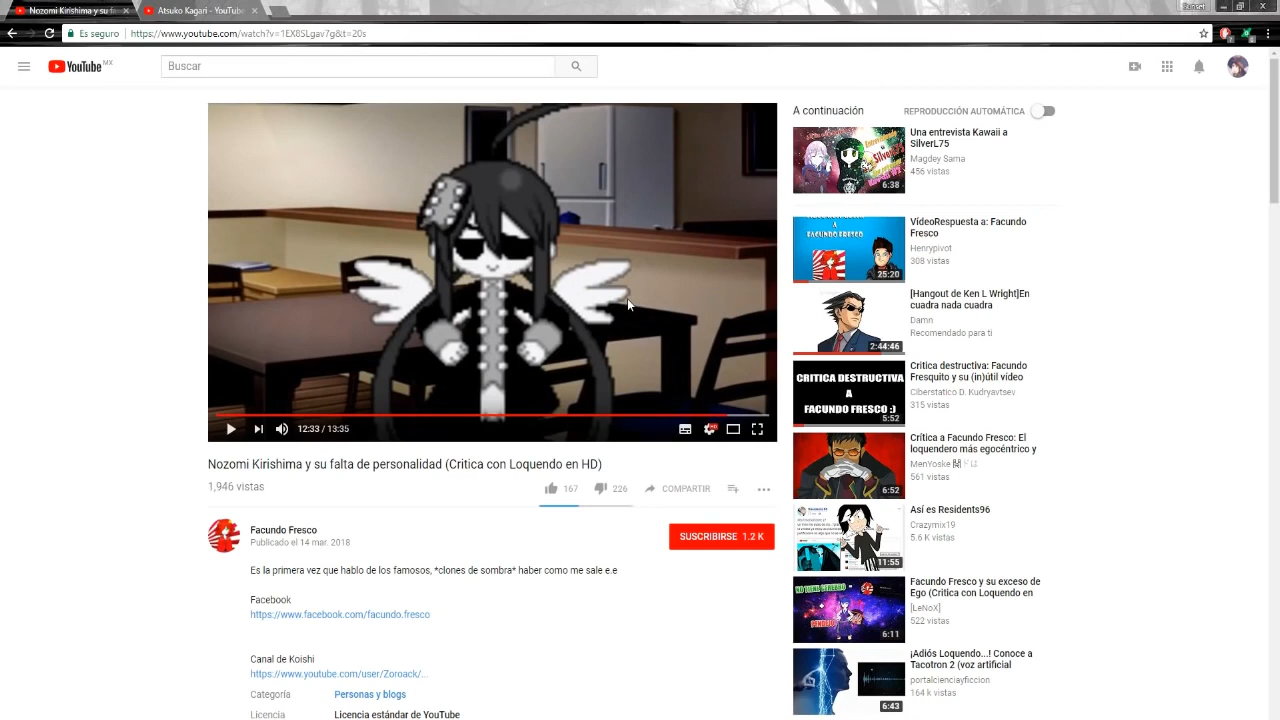 Nozomi Kirishima y su fa
Atsuko Kagari - YouTube
Es seguro
https://www.youtube.com/watch?v=1EX8SLgav7g&t=20s
YouTube MX
Buscar
12:33 / 13:35
Nozomi Kirishima y su falta de personalidad (Critica con Loquendo en HD)
1,946 vistas
167
226
COMPARTIR
Facundo Fresco
Publicado el 14 mar. 2018
SUSCRIBIRSE 1.2 K
Es la primera vez que hablo de los famosos, *clones de sombra* haber como me sale e.e
Facebook
https://www.facebook.com/facundo.fresco
Canal de Koishi
https://www.youtube.com/user/Zoroack/...
Categoría
Personas y blogs
Licencia
Licencia estándar de YouTube
A continuación
REPRODUCCIÓN AUTOMÁTICA
6:38
Una entrevista Kawaii a
SilverL75
Magdey Sama
456 vistas
A
FACUNDO FRESCO
25:20
VídeoRespuesta a: Facundo
Fresco
Henrypivot
308 vistas
2:44:46
[Hangout de Ken L Wright]En
cuadra nada cuadra
Damn
Recomendado para ti
CRITICA DESTRUCTIVA
A
FACUNDO FRESCO :)
5:52
Critica destructiva: Facundo
Fresquito y su (in)útil vídeo
Ciberstatico D. Kudryavtsev
315 vistas
6:52
Crítica a Facundo Fresco: El
loquendero más egocéntrico y
MenYoske
561 vistas
11:55
Así es Residents96
Crazymix19
5.6 K vistas
6:11
Facundo Fresco y su exceso de
Ego (Critica con Loquendo en
[LeNoX]
522 vistas
6:43
¡Adiós Loquendo...! Conoce a
Tacotron 2 (voz artificial
portalcienciayficcion
164 k vistas